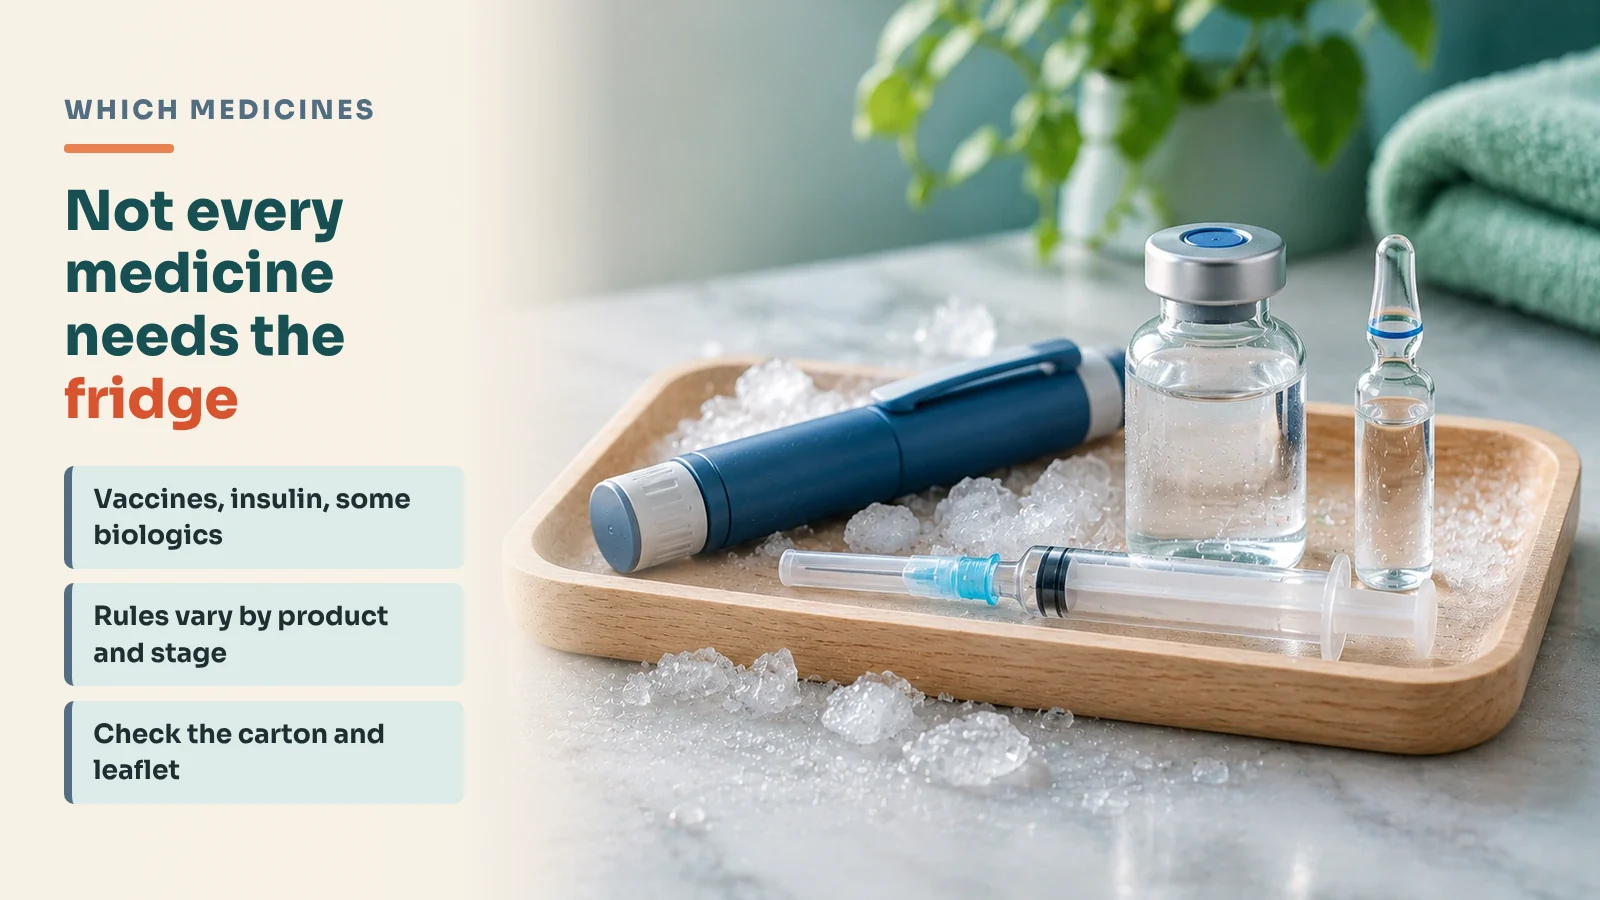 WHICH MEDICINES
Not every
medicine
needs the
fridge
Vaccines, insulin, some
biologics
Rules vary by product
and stage
Check the carton and
leaflet